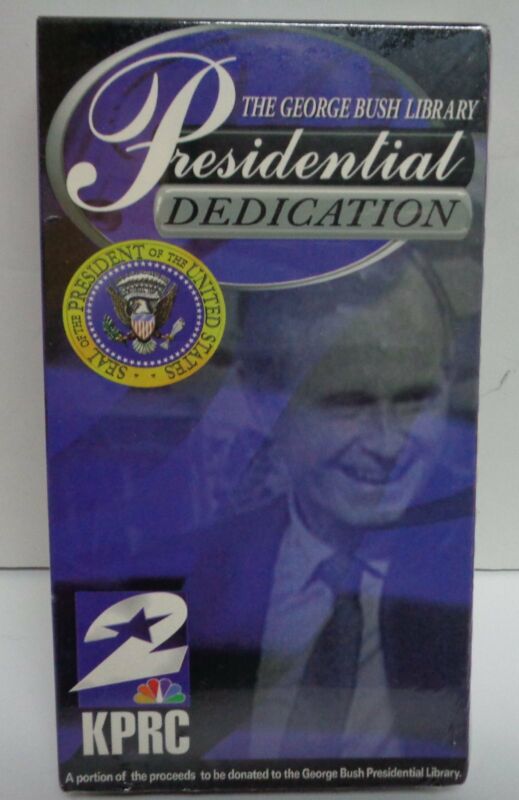 THE GEORGE BUSH LIBRARY
Presidential
DEDICATION
SEAL OF THE PRESIDENT OF THE UNITED STATES
2
KPRC
A portion of the proceeds to be donated to the George Bush Presidential Library.